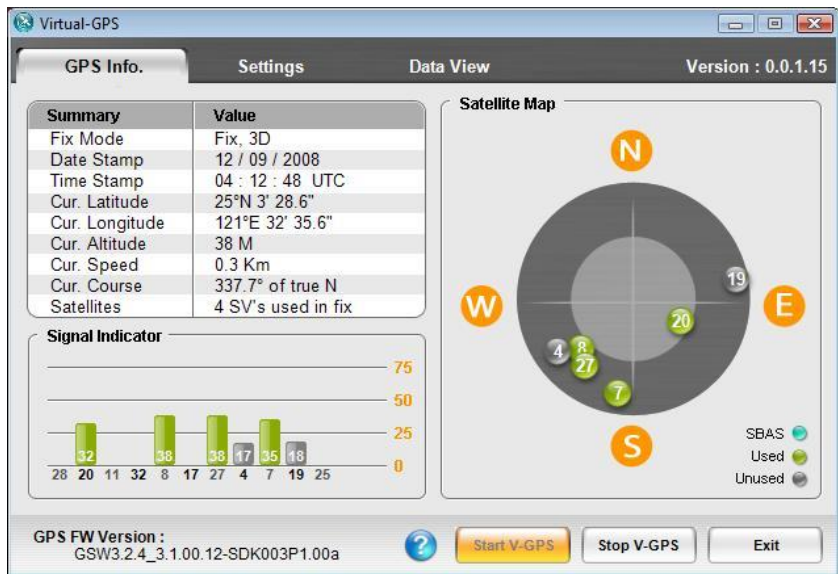 Virtual-GPS
GPS Info. Settings Data View Version : 0.0.1.15
Summary Value
Fix Mode Fix, 3D
Date Stamp 12 / 09 / 2008
Time Stamp 04 : 12 : 48 UTC
Cur. Latitude 25°N 3' 28.6"
Cur. Longitude 121°E 32' 35.6"
Cur. Altitude 38 M
Cur. Speed 0.3 Km
Cur. Course 337.7° of true N
Satellites 4 SV's used in fix
Signal Indicator
75
50
25
0
32 38 38 17 35 18
28 20 11 32 8 17 27 4 7 19 25
Satellite Map
N
19
W E
20
4 8
27
7
S
SBAS
Used
Unused
GPS FW Version :
GSW3.2.4_3.1.00.12-SDK003P1.00a
? Start V-GPS Stop V-GPS Exit